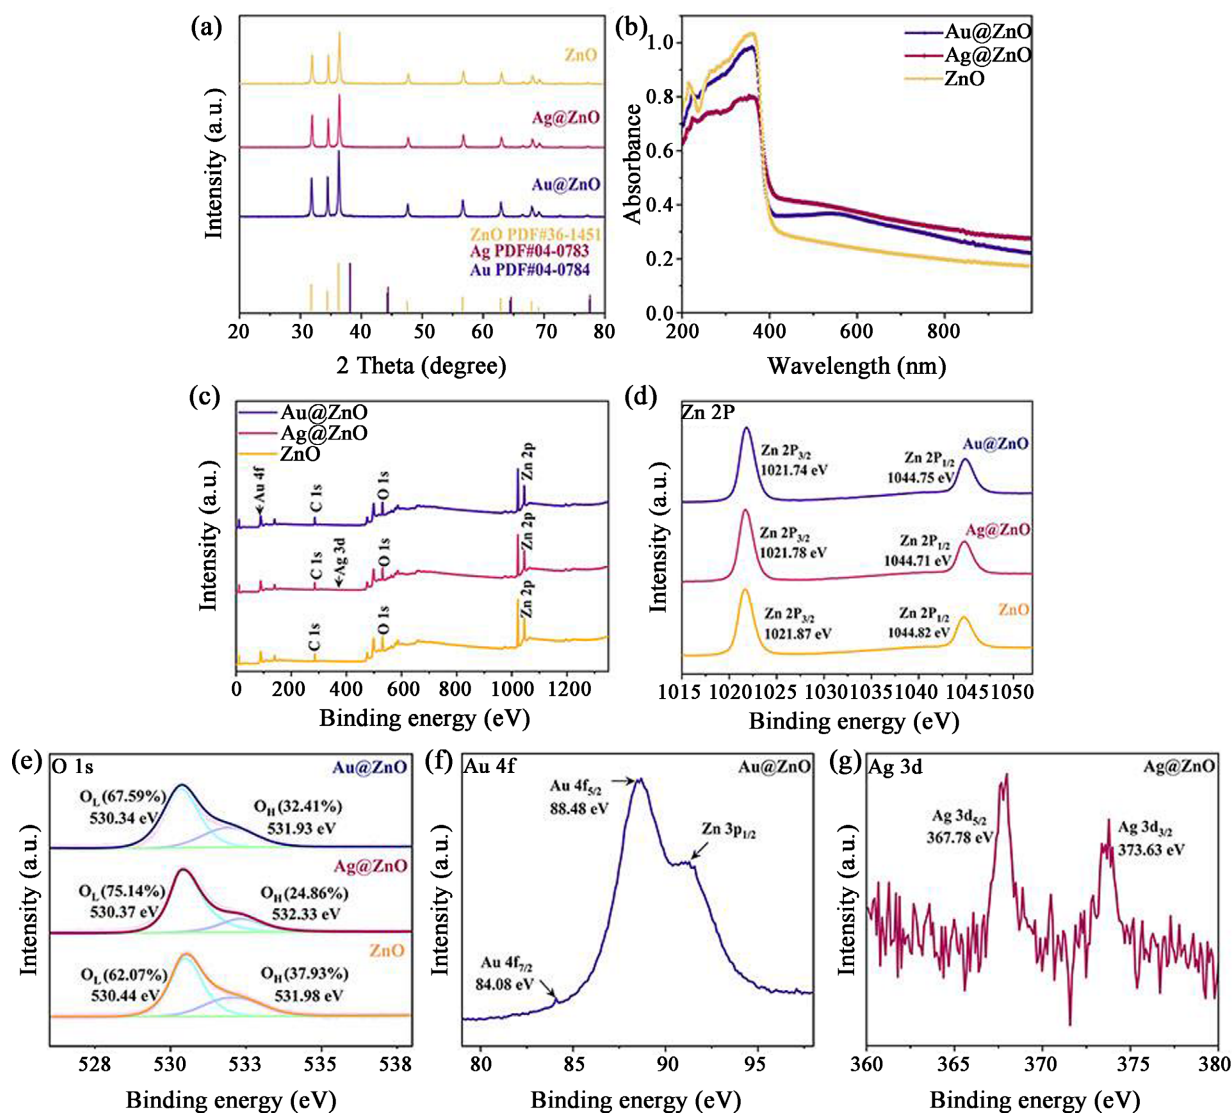 (a)
ZnO
Ag@ZnO
Au@ZnO
ZnO PDF#36-1451
Ag PDF#04-0783
Au PDF#04-0784
Intensity (a.u.)
20 30 40 50 60 70 80
2 Theta (degree)
(b)
Au@ZnO
Ag@ZnO
ZnO
1.0
0.8
0.6
0.4
0.2
0.0
Absorbance
200 400 600 800
Wavelength (nm)
(c)
Au@ZnO
Ag@ZnO
ZnO
Au 4f
C 1s
O 1s
Zn 2p
C 1s
Ag 3d
O 1s
Zn 2p
C 1s
O 1s
Zn 2p
Intensity (a.u.)
0 200 400 600 800 1000 1200
Binding energy (eV)
(d)
Zn 2P
Au@ZnO
Zn 2P3/2
1021.74 eV
Zn 2P1/2
1044.75 eV
Ag@ZnO
Zn 2P3/2
1021.78 eV
Zn 2P1/2
1044.71 eV
ZnO
Zn 2P3/2
1021.87 eV
Zn 2P1/2
1044.82 eV
Intensity (a.u.)
1015 1020 1025 1030 1035 1040 1045 1050
Binding energy (eV)
(e)
O 1s
Au@ZnO
OL(67.59%)
530.34 eV
OH(32.41%)
531.93 eV
Ag@ZnO
OL(75.14%)
530.37 eV
OH(24.86%)
532.33 eV
ZnO
OL(62.07%)
530.44 eV
OH(37.93%)
531.98 eV
Intensity (a.u.)
528 530 533 535 538
Binding energy (eV)
(f)
Au 4f
Au@ZnO
Au 4f5/2
88.48 eV
Zn 3p1/2
Au 4f7/2
84.08 eV
Intensity (a.u.)
80 85 90 95
Binding energy (eV)
(g)
Ag 3d
Ag@ZnO
Ag 3d5/2
367.78 eV
Ag 3d3/2
373.63 eV
Intensity (a.u.)
360 365 370 375 380
Binding energy (eV)